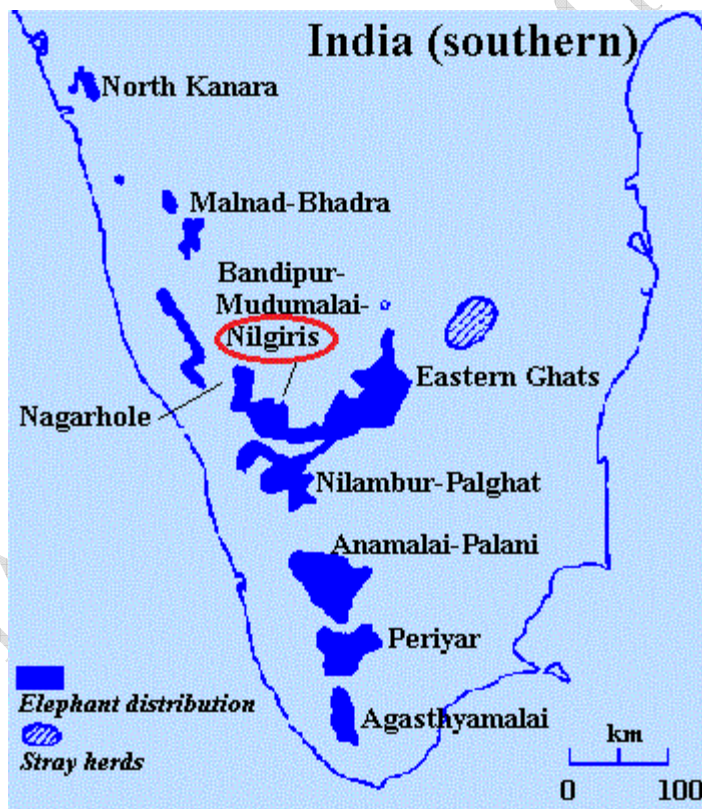 India (southern)
North Kanara
Malnad-Bhadra
Bandipur-
Mudumalai-
Nilgiris
Eastern Ghats
Nagarhole
Nilambur-Palghat
Anamalai-Palani
Periyar
Elephant distribution
Agasthyamalai
km
Stray herds
0 100